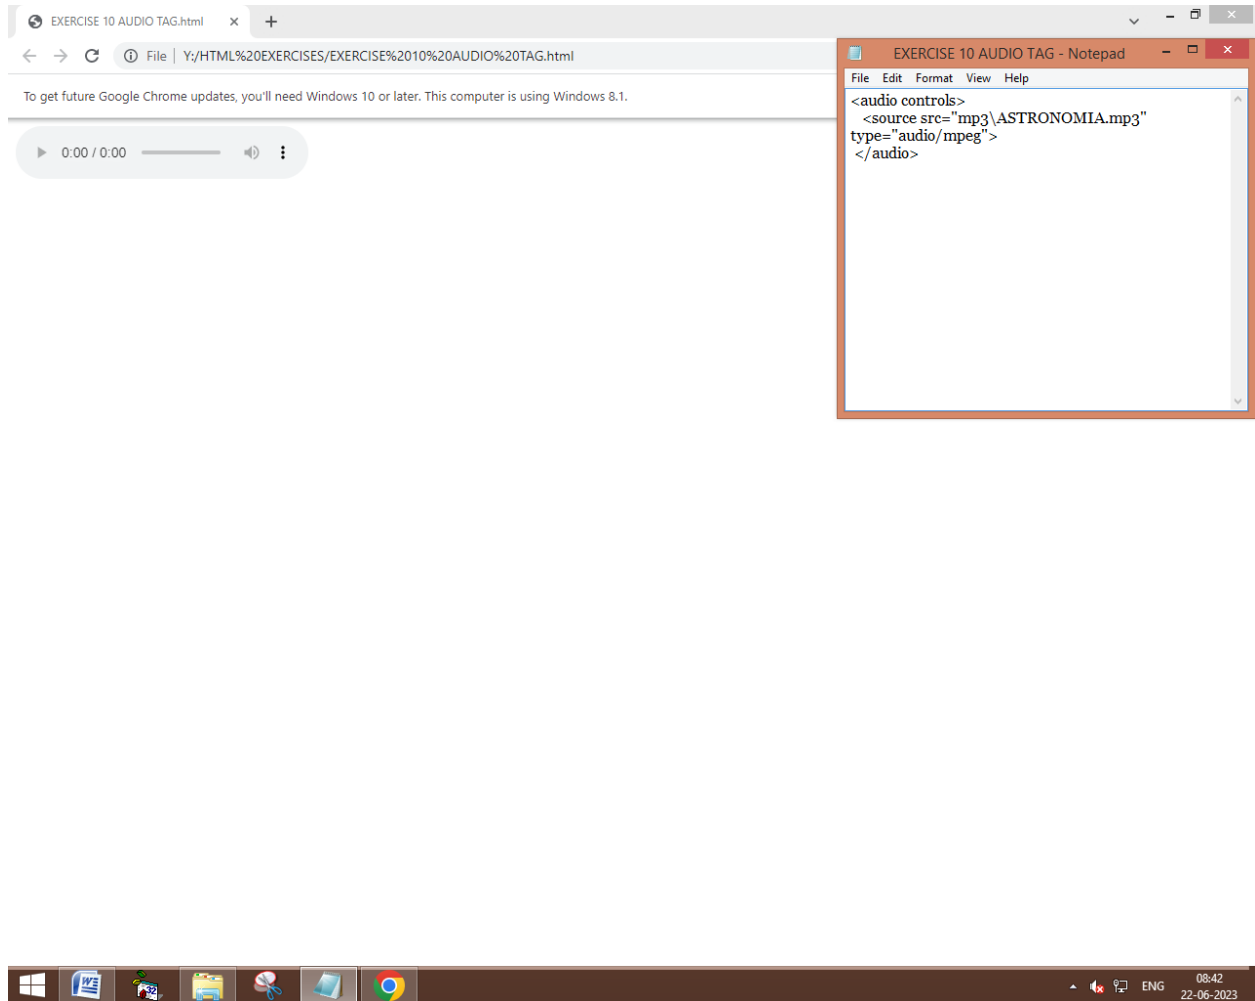 EXERCISE 10 AUDIO TAG.html
File | Y:/HTML%20EXERCISES/EXERCISE%2010%20AUDIO%20TAG.html
To get future Google Chrome updates, you'll need Windows 10 or later. This computer is using Windows 8.1.
0:00 / 0:00
EXERCISE 10 AUDIO TAG - Notepad
File Edit Format View Help
<audio controls>
<source src="mp3\ASTRONOMIA.mp3"
type="audio/mpeg">
</audio>
W
32
ENG
08:42
22-06-2023